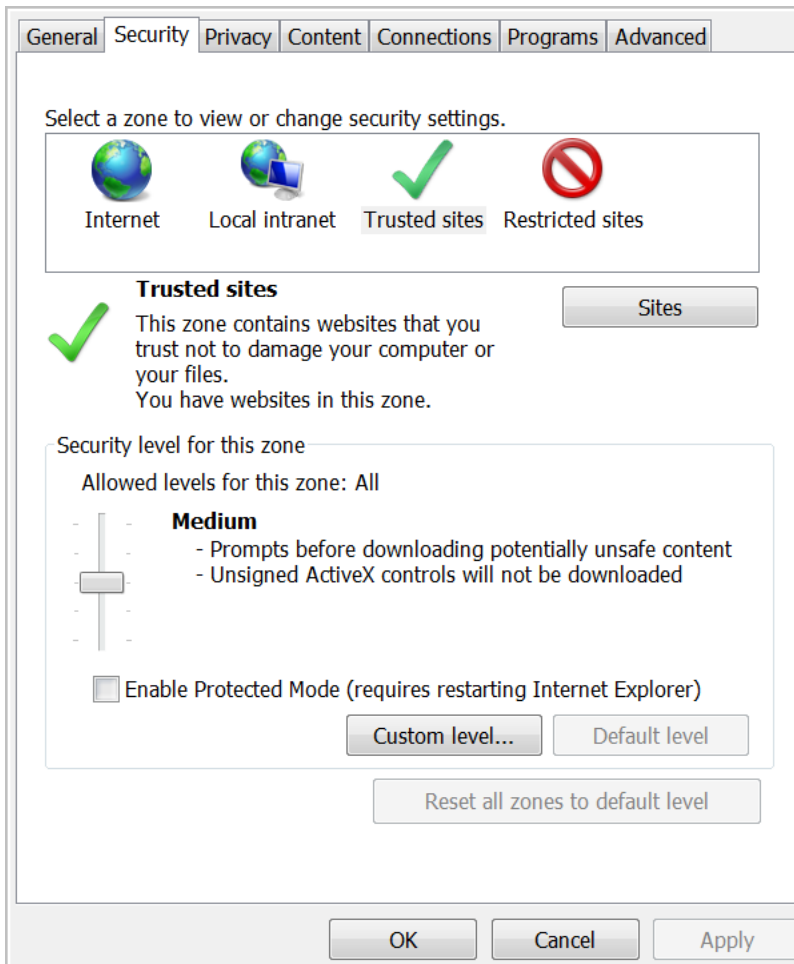 General Security Privacy Content Connections Programs Advanced
Select a zone to view or change security settings.
Internet Local intranet Trusted sites Restricted sites
Trusted sites
Sites
This zone contains websites that you
trust not to damage your computer or
your files.
You have websites in this zone.
Security level for this zone
Allowed levels for this zone: All
Medium
- Prompts before downloading potentially unsafe content
- Unsigned ActiveX controls will not be downloaded
Enable Protected Mode (requires restarting Internet Explorer)
Custom level... Default level
Reset all zones to default level
OK Cancel Apply